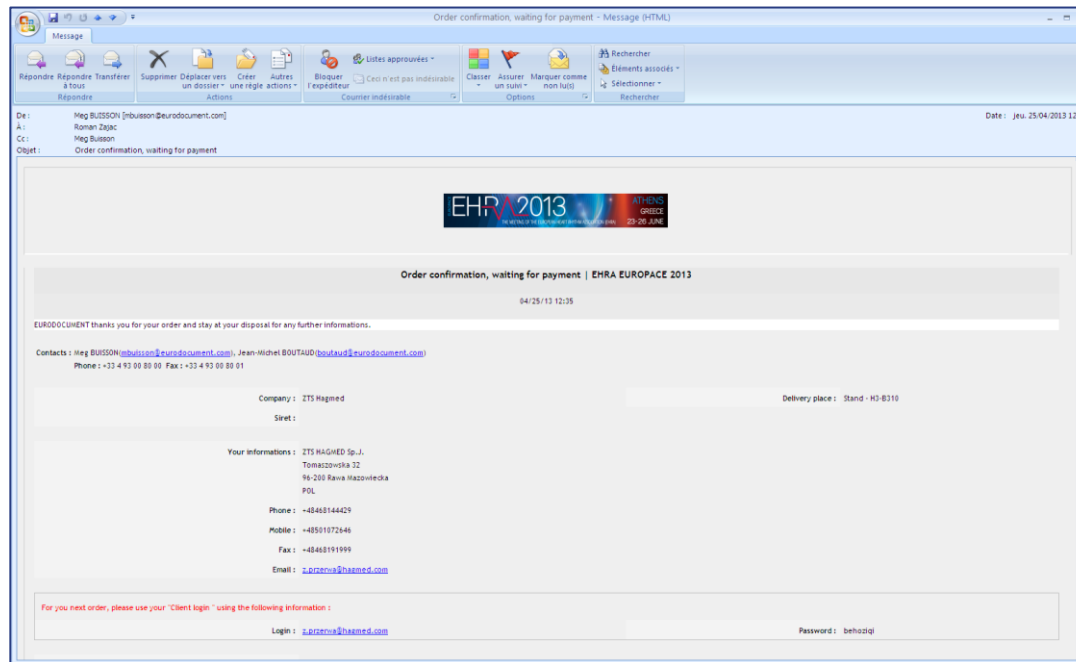 Order confirmation, waiting for payment - Message (HTML)
Message
Répondre Répondre à tous Transférer
Répondre
Supprimer Déplacer vers un dossier Créer une règle Autres actions
Actions
Bloquer l'expéditeur
Listes approuvées
Ceci n'est pas indésirable
Courrier indésirable
Classer Assurer un suivi Marquer comme non lu(s)
Options
Rechercher
Éléments associés
Sélectionner
Rechercher
De : Meg BUISSON [mbuisson@eurodocument.com] Date : jeu. 25/04/2013 12
À : Roman Zajac
Cc : Meg Buisson
Objet : Order confirmation, waiting for payment
EHRA2013
ATHENS
GREECE
23-26 JUNE
Order confirmation, waiting for payment | EHRA EUROPACE 2013
04/25/13 12:35
EURODOCUMENT thanks you for your order and stay at your disposal for any further informations.
Contacts : Meg BUISSON(mbuisson@eurodocument.com), Jean-Michel BOUTAUD(boutaud@eurodocument.com)
Phone : +33 4 93 00 80 00 Fax : +33 4 93 00 80 01
Company : ZTS Hagmed Delivery place : Stand - H3-B310
Siret :
Your informations : ZTS HAGMED Sp.J.
Tomaszowska 32
96-200 Rawa Mazowiecka
POL
Phone : +48468144429
Mobile : +48501072646
Fax : +48468191999
Email : z.przerwa@hagmed.com
For you next order, please use your "Client login " using the following information :
Login : z.przerwa@hagmed.com Password : behoziqi